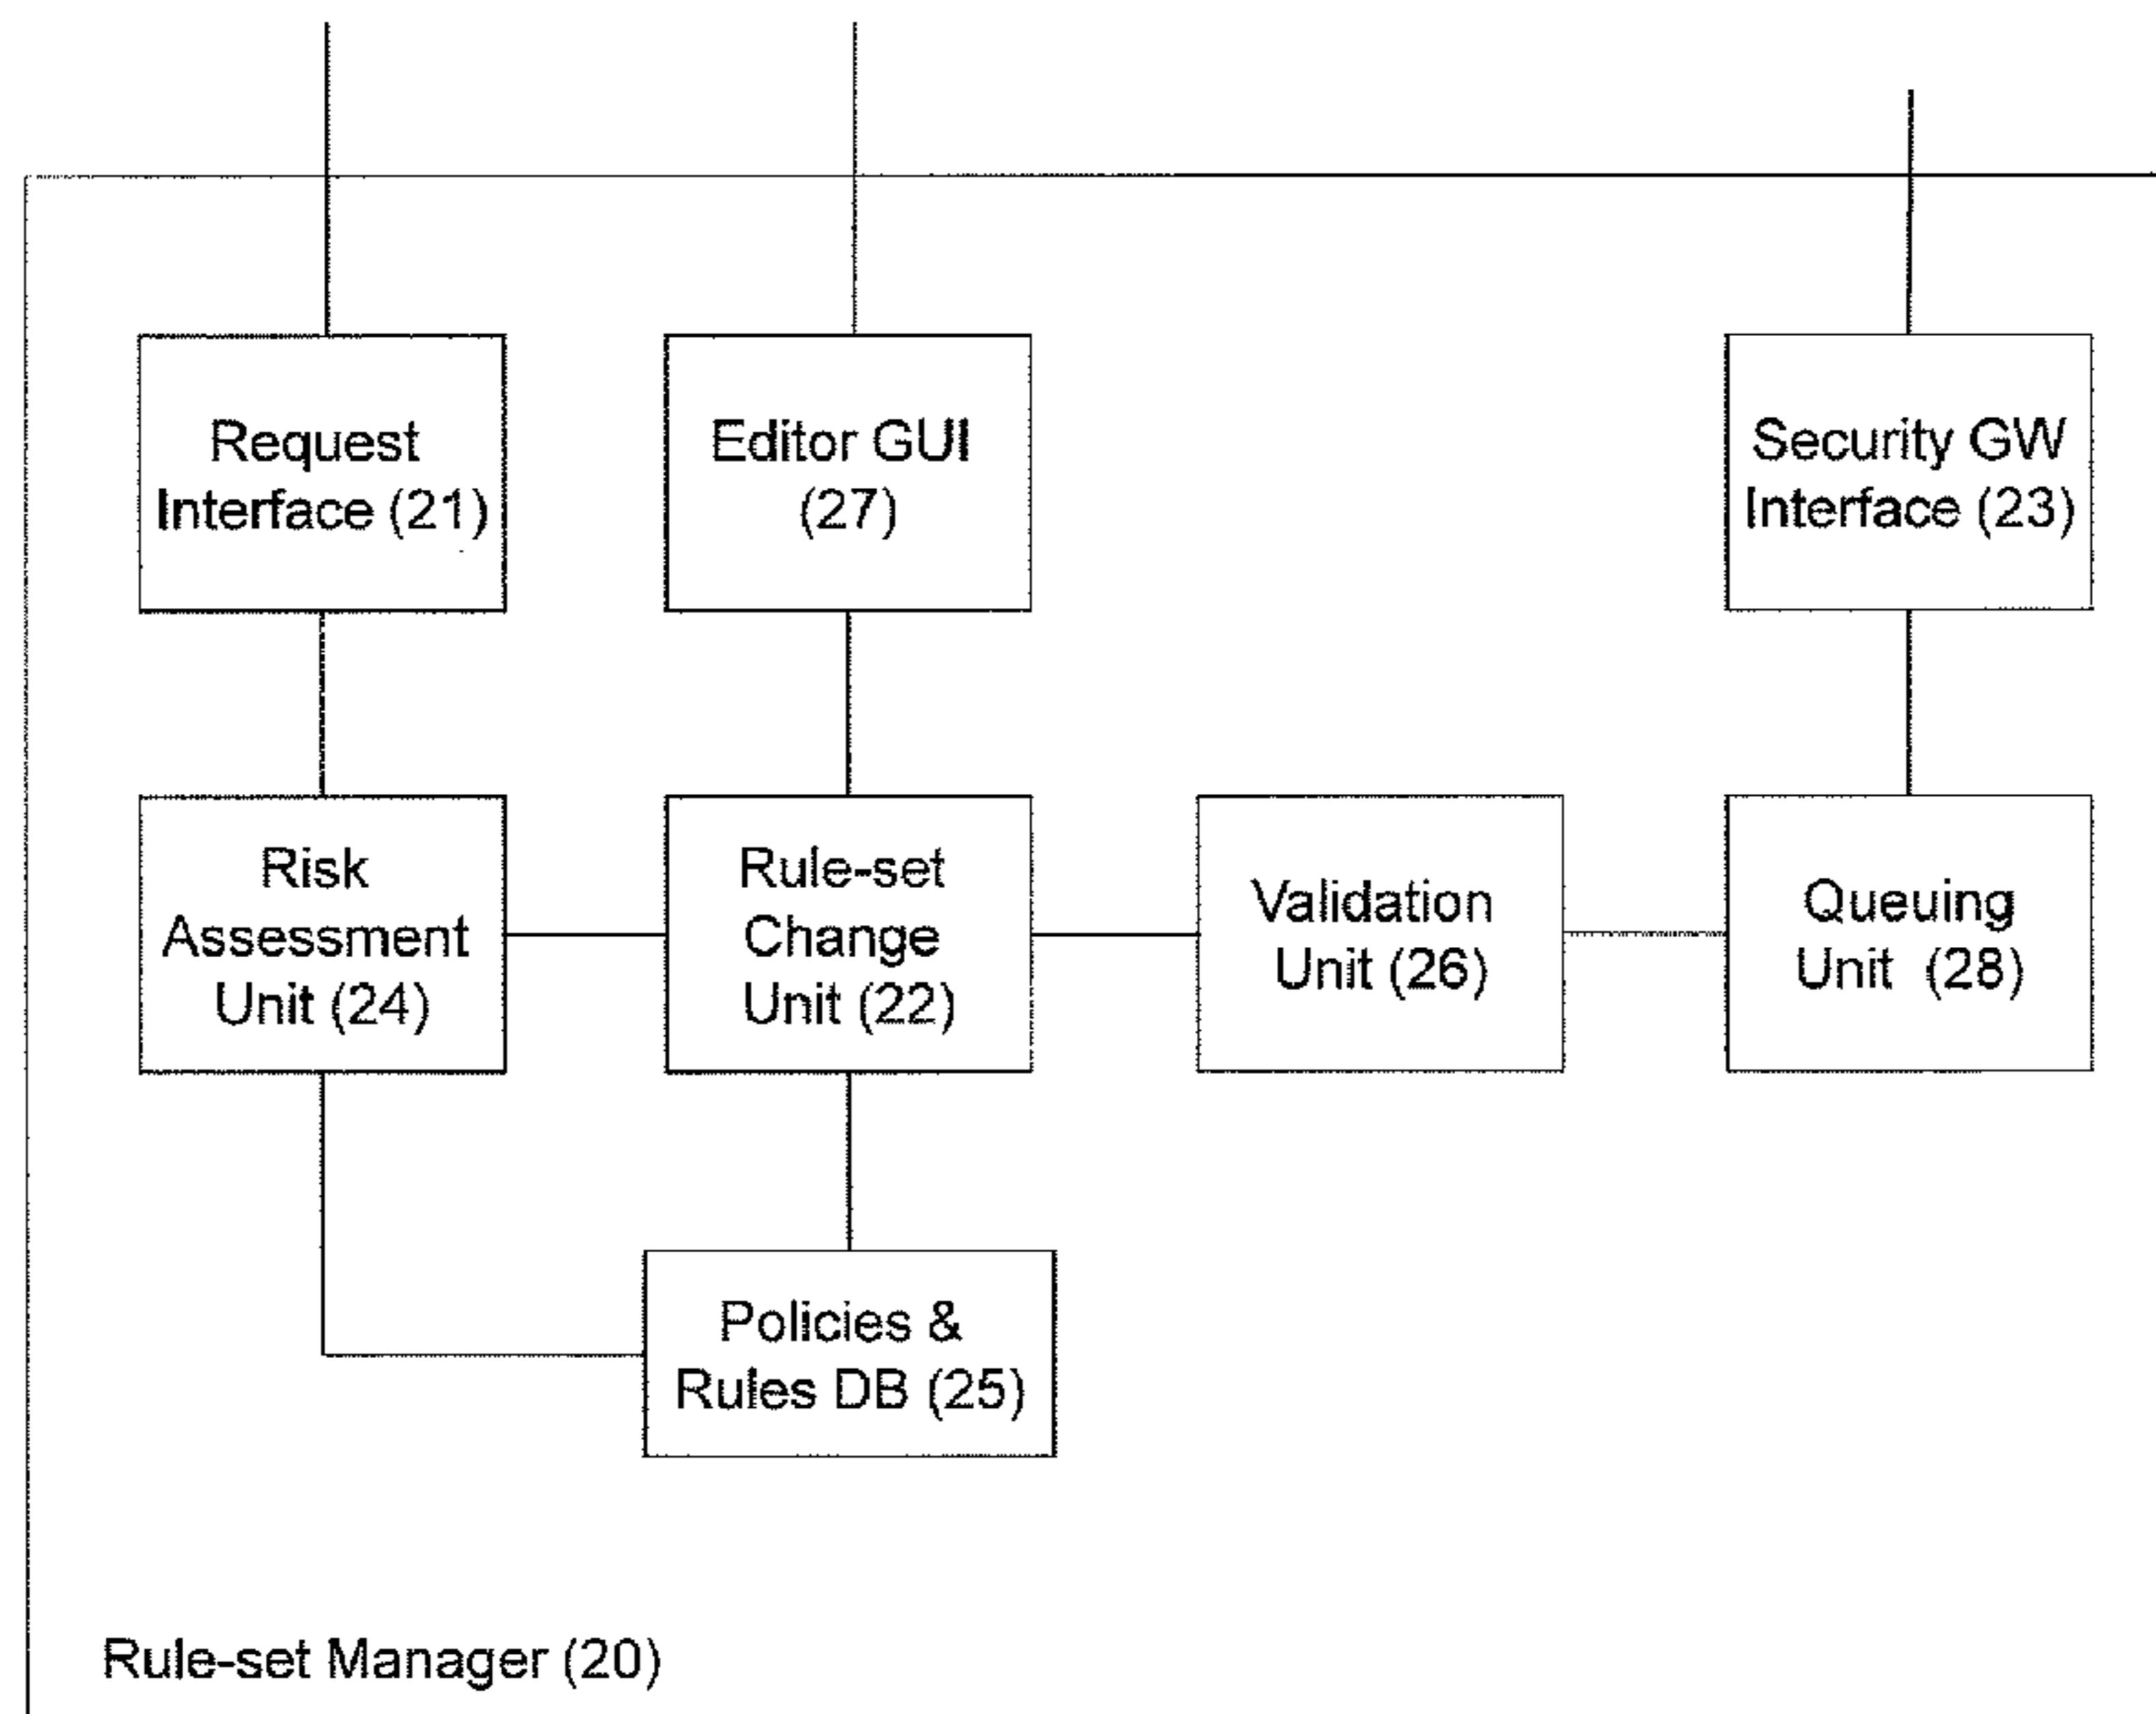 Request
Interface (21)
Editor GUI
(27)
Security GW
Interface (23)
Risk
Assessment
Unit (24)
Rule-set
Change
Unit (22)
Validation
Unit (26)
Queuing
Unit (28)
Policies &
Rules DB (25)
Rule-set Manager (20)